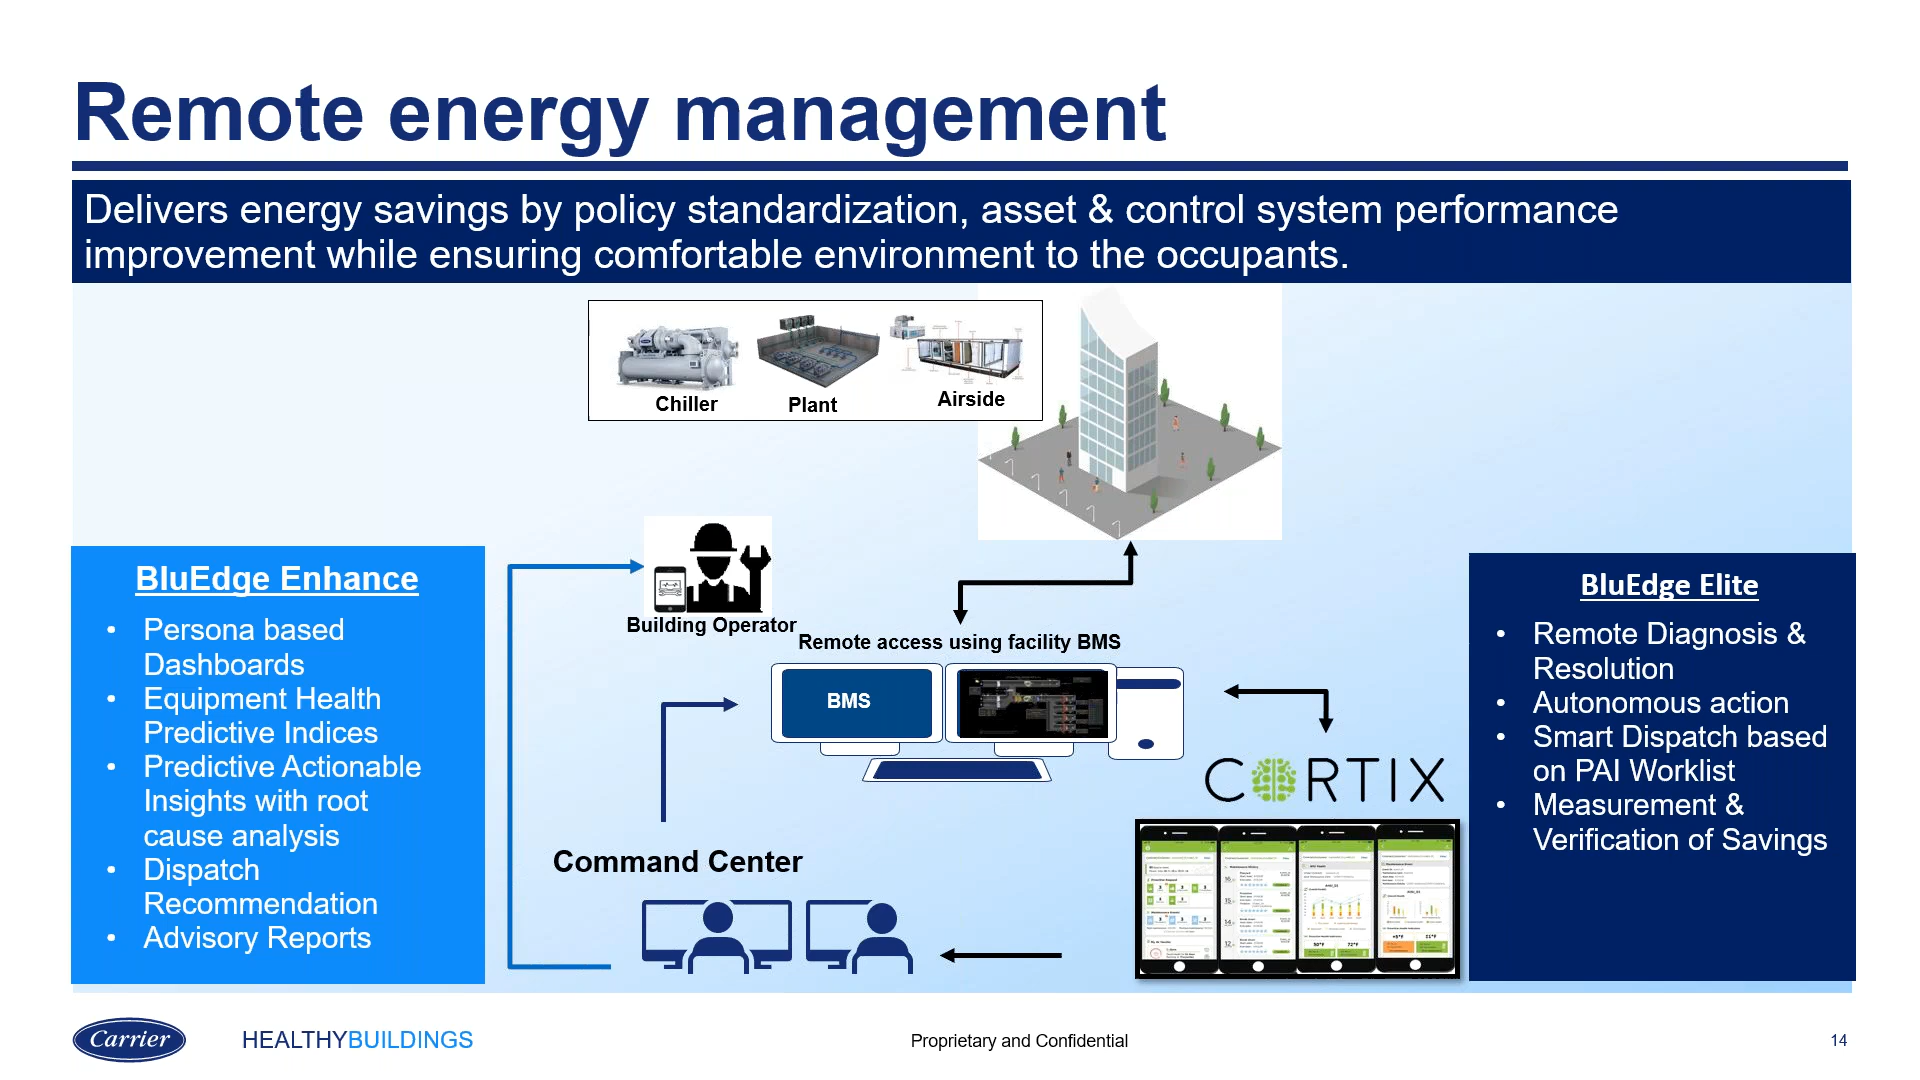 Remote energy management
Delivers energy savings by policy standardization, asset & control system performance
improvement while ensuring comfortable environment to the occupants.
Chiller
Plant
Airside
Building Operator
Remote access using facility BMS
BMS
BluEdge Enhance
• Persona based
Dashboards
• Equipment Health
Predictive Indices
• Predictive Actionable
Insights with root
cause analysis
• Dispatch
Recommendation
• Advisory Reports
Command Center
CORTIX
BluEdge Elite
• Remote Diagnosis &
Resolution
• Autonomous action
• Smart Dispatch based
on PAI Worklist
• Measurement &
Verification of Savings
Carrier
HEALTHYBUILDINGS
Proprietary and Confidential
14